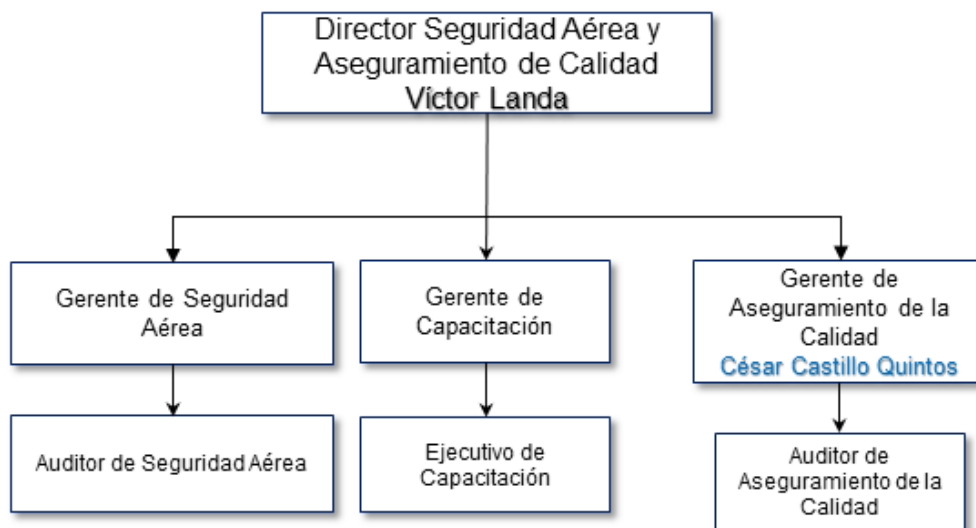 Director Seguridad Aérea y
Aseguramiento de Calidad
Víctor Landa
Gerente de Seguridad
Aérea
Gerente de
Capacitación
Gerente de
Aseguramiento de la
Calidad
César Castillo Quintos
Auditor de Seguridad Aérea
Ejecutivo de
Capacitación
Auditor de
Aseguramiento de la
Calidad